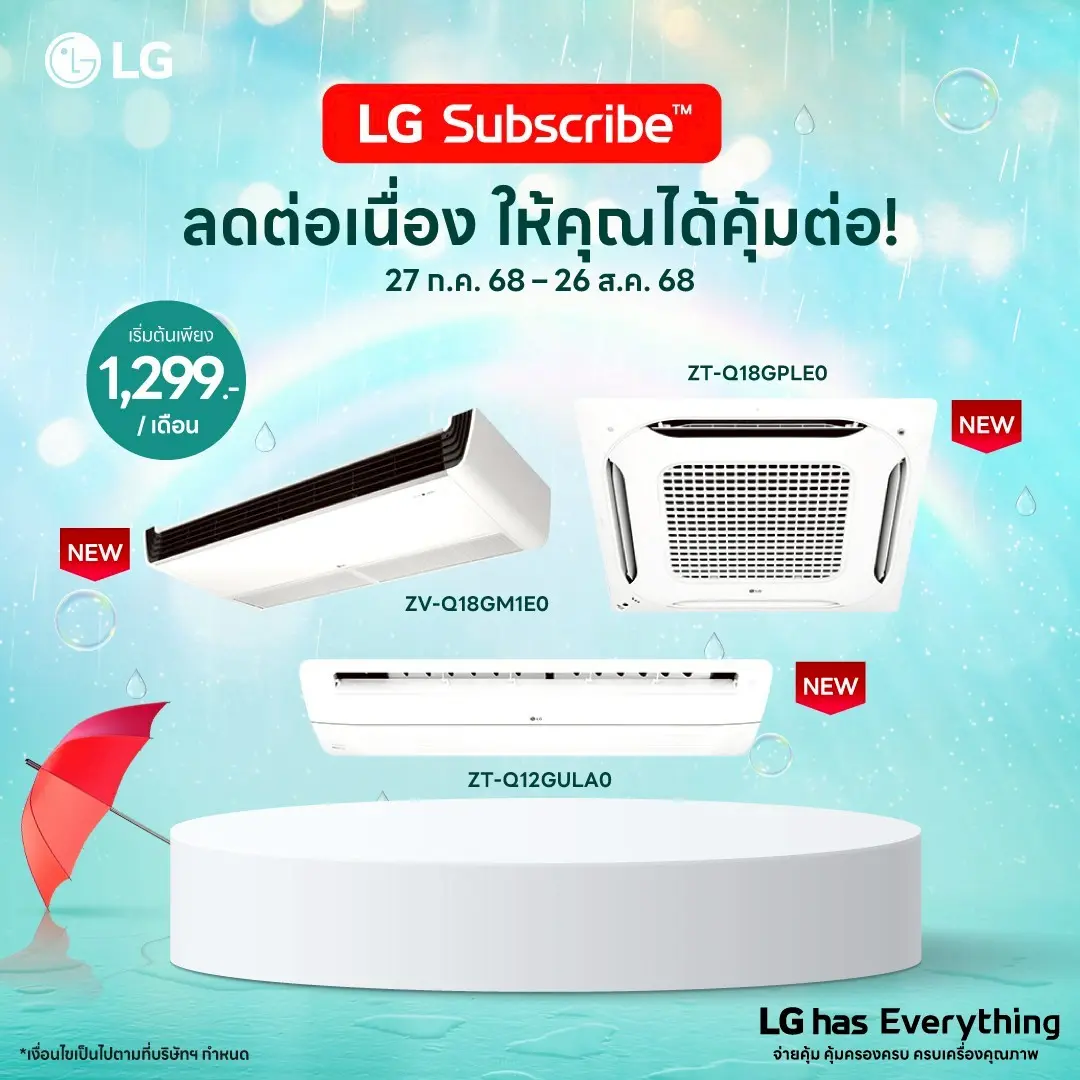 LG
LG Subscribe™
ลดต่อเนื่อง ให้คุณได้คุ้มต่อ!
27 ก.ค. 68 – 26 ส.ค. 68
เริ่มต้นเพียง
1,299.-
/ เดือน
ZT-Q18GPLE0
NEW
NEW
ZV-Q18GM1E0
NEW
LG
ZT-Q12GULA0
LG has Everything
จ่ายคุ้ม คุ้มครองครบ ครบเครื่องคุณภาพ
*เงื่อนไขเป็นไปตามที่บริษัทฯ กำหนด